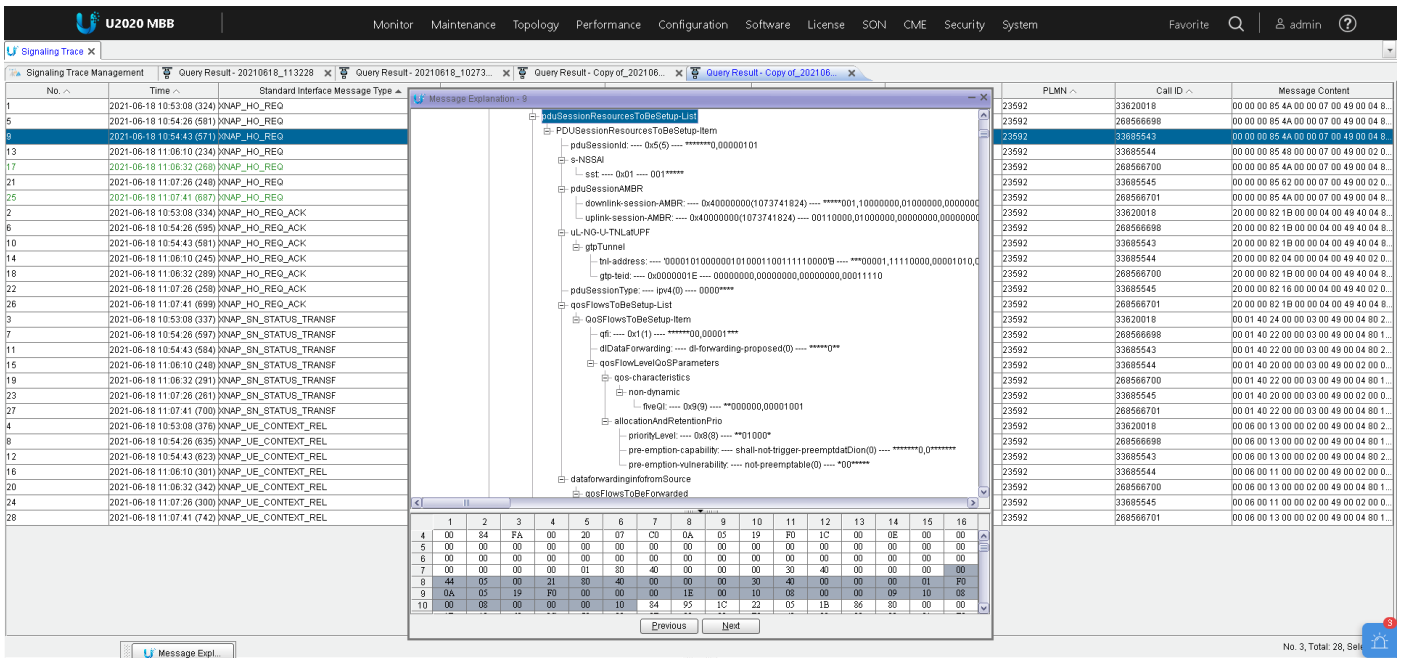 U2020 MBB Monitor Maintenance Topology Performance Configuration Software License SON CME Security System Favorite admin
Signaling Trace
Signaling Trace Management Query Result - 20210618_113228 Query Result - 20210618_10273... Query Result - Copy of_202106... Query Result - Copy of_202106...
No. Time Standard Interface Message Type PLMN Call ID Message Content
1 2021-06-18 10:53:08 (324) XNAP_HO_REQ 23592 33620018 00 00 00 85 4A 00 00 07 00 49 00 04 8...
5 2021-06-18 10:54:26 (581) XNAP_HO_REQ 23592 268566698 00 00 00 85 4A 00 00 07 00 49 00 04 8...
9 2021-06-18 10:54:43 (571) XNAP_HO_REQ 23592 33685543 00 00 00 85 4A 00 00 07 00 49 00 04 8...
13 2021-06-18 11:06:10 (234) XNAP_HO_REQ 23592 33685544 00 00 00 85 48 00 00 07 00 49 00 02 0...
17 2021-06-18 11:06:32 (268) XNAP_HO_REQ 23592 268566700 00 00 00 85 4A 00 00 07 00 49 00 04 8...
21 2021-06-18 11:07:26 (248) XNAP_HO_REQ 23592 33685545 00 00 00 85 62 00 00 07 00 49 00 02 0...
25 2021-06-18 11:07:41 (687) XNAP_HO_REQ 23592 268566701 00 00 00 85 4A 00 00 07 00 49 00 04 8...
2 2021-06-18 10:53:08 (334) XNAP_HO_REQ_ACK 23592 33620018 20 00 00 82 1B 00 00 04 00 49 40 04 8...
6 2021-06-18 10:54:26 (595) XNAP_HO_REQ_ACK 23592 268566698 20 00 00 82 1B 00 00 04 00 49 40 04 8...
10 2021-06-18 10:54:43 (581) XNAP_HO_REQ_ACK 23592 33685543 20 00 00 82 1B 00 00 04 00 49 40 04 8...
14 2021-06-18 11:06:10 (245) XNAP_HO_REQ_ACK 23592 33685544 20 00 00 82 04 00 00 04 00 49 40 02 0...
18 2021-06-18 11:06:32 (289) XNAP_HO_REQ_ACK 23592 268566700 20 00 00 82 1B 00 00 04 00 49 40 04 8...
22 2021-06-18 11:07:26 (258) XNAP_HO_REQ_ACK 23592 33685545 20 00 00 82 16 00 00 04 00 49 40 02 0...
26 2021-06-18 11:07:41 (699) XNAP_HO_REQ_ACK 23592 268566701 20 00 00 82 1B 00 00 04 00 49 40 04 8...
3 2021-06-18 10:53:08 (337) XNAP_SN_STATUS_TRANSF 23592 33620018 00 01 40 24 00 00 03 00 49 00 04 80 2...
7 2021-06-18 10:54:26 (597) XNAP_SN_STATUS_TRANSF 23592 268566698 00 01 40 22 00 00 03 00 49 00 04 80 1...
11 2021-06-18 10:54:43 (584) XNAP_SN_STATUS_TRANSF 23592 33685543 00 01 40 22 00 00 03 00 49 00 04 80 2...
15 2021-06-18 11:06:10 (248) XNAP_SN_STATUS_TRANSF 23592 33685544 00 01 40 20 00 00 03 00 49 00 02 00 0...
19 2021-06-18 11:06:32 (291) XNAP_SN_STATUS_TRANSF 23592 268566700 00 01 40 22 00 00 03 00 49 00 04 80 1...
23 2021-06-18 11:07:26 (261) XNAP_SN_STATUS_TRANSF 23592 33685545 00 01 40 20 00 00 03 00 49 00 02 00 0...
27 2021-06-18 11:07:41 (700) XNAP_SN_STATUS_TRANSF 23592 268566701 00 01 40 22 00 00 03 00 49 00 04 80 1...
4 2021-06-18 10:53:08 (376) XNAP_UE_CONTEXT_REL 23592 33620018 00 06 00 13 00 00 02 00 49 00 04 80 2...
8 2021-06-18 10:54:26 (635) XNAP_UE_CONTEXT_REL 23592 268566698 00 06 00 13 00 00 02 00 49 00 04 80 1...
12 2021-06-18 10:54:43 (623) XNAP_UE_CONTEXT_REL 23592 33685543 00 06 00 13 00 00 02 00 49 00 04 80 2...
16 2021-06-18 11:06:10 (301) XNAP_UE_CONTEXT_REL 23592 33685544 00 06 00 11 00 00 02 00 49 00 02 00 0...
20 2021-06-18 11:06:32 (342) XNAP_UE_CONTEXT_REL 23592 268566700 00 06 00 13 00 00 02 00 49 00 04 80 1...
24 2021-06-18 11:07:26 (300) XNAP_UE_CONTEXT_REL 23592 33685545 00 06 00 11 00 00 02 00 49 00 02 00 0...
28 2021-06-18 11:07:41 (742) XNAP_UE_CONTEXT_REL 23592 268566701 00 06 00 13 00 00 02 00 49 00 04 80 1...
Message Explanation - 9
pduSessionResourcesToBeSetup-List
PDUSessionResourcesToBeSetup-Item
pduSessionId: ---- 0x5(5) ---- *******0,00000101
s-NSSAI
sst: ---- 0x01 ---- 001*****
pduSessionAMBR
downlink-session-AMBR: ---- 0x40000000(1073741824) ---- *****001,10000000,01000000,0000000
uplink-session-AMBR: ---- 0x40000000(1073741824) ---- 00110000,01000000,00000000,00000000
uL-NG-U-TNLatUPF
gtpTunnel
tnl-address: ---- '00001010000001010001100111110000'B ---- ***00001,11110000,00001010,0
gtp-teid: ---- 0x0000001E ---- 00000000,00000000,00000000,00011110
pduSessionType: ---- ipv4(0) ---- 0000****
qosFlowsToBeSetup-List
QoSFlowsToBeSetup-Item
qfi: ---- 0x1(1) ---- ******00,00001***
dlDataForwarding: ---- dl-forwarding-proposed(0) ---- *****0**
qosFlowLevelQoSParameters
qos-characteristics
non-dynamic
fiveQI: ---- 0x9(9) ---- **000000,00001001
allocationAndRetentionPrio
priorityLevel: ---- 0x8(8) ---- **01000*
pre-emption-capability: ---- shall-not-trigger-preemptdatDion(0) ---- *******0,0*******
pre-emption-vulnerability: ---- not-preemptable(0) ---- *00*****
dataforwardinginfofromSource
qosFlowsToBeForwarded
1 2 3 4 5 6 7 8 9 10 11 12 13 14 15 16
4 00 84 FA 00 20 07 C0 0A 05 19 F0 1C 00 0E 00 00
5 00 00 00 00 00 00 00 00 00 00 00 00 00 00 00 00
6 00 00 00 00 00 00 00 00 00 00 00 00 00 00 00 00
7 00 00 00 00 01 80 40 00 00 00 30 40 00 00 00 00
8 44 05 00 21 80 40 00 00 00 30 40 00 00 00 01 F0
9 0A 05 19 F0 00 00 00 1E 00 10 08 00 00 09 10 08
10 00 08 00 00 00 10 84 95 1C 22 05 1B 86 80 00 00
Previous Next
Message Expl...
No. 3, Total: 28, Sele
3